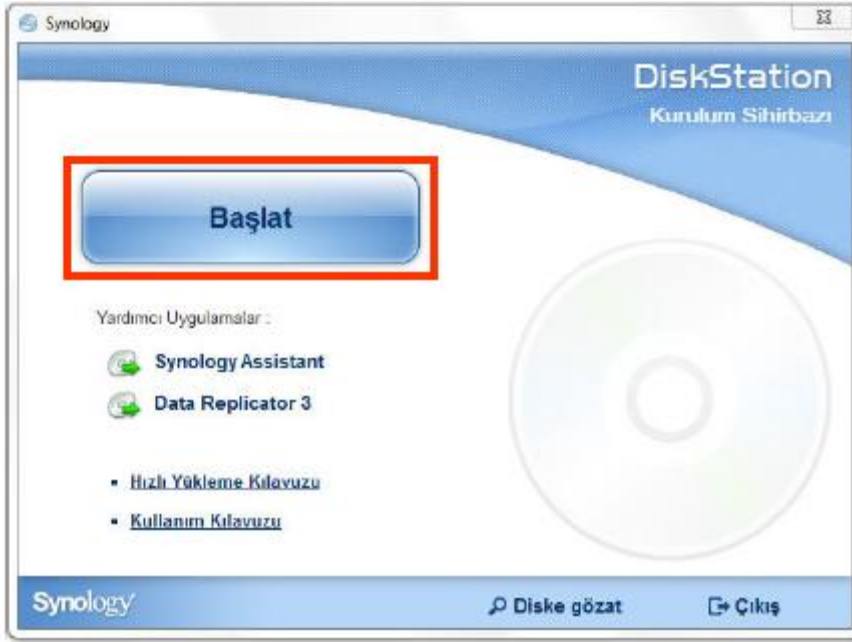 Synology
DiskStation
Kurulum Sihirbazı
Başlat
Yardımcı Uygulamalar :
Synology Assistant
Data Replicator 3
Hızlı Yükleme Kılavuzu
Kullanım Kılavuzu
Synology
Diske gözat
Çıkış